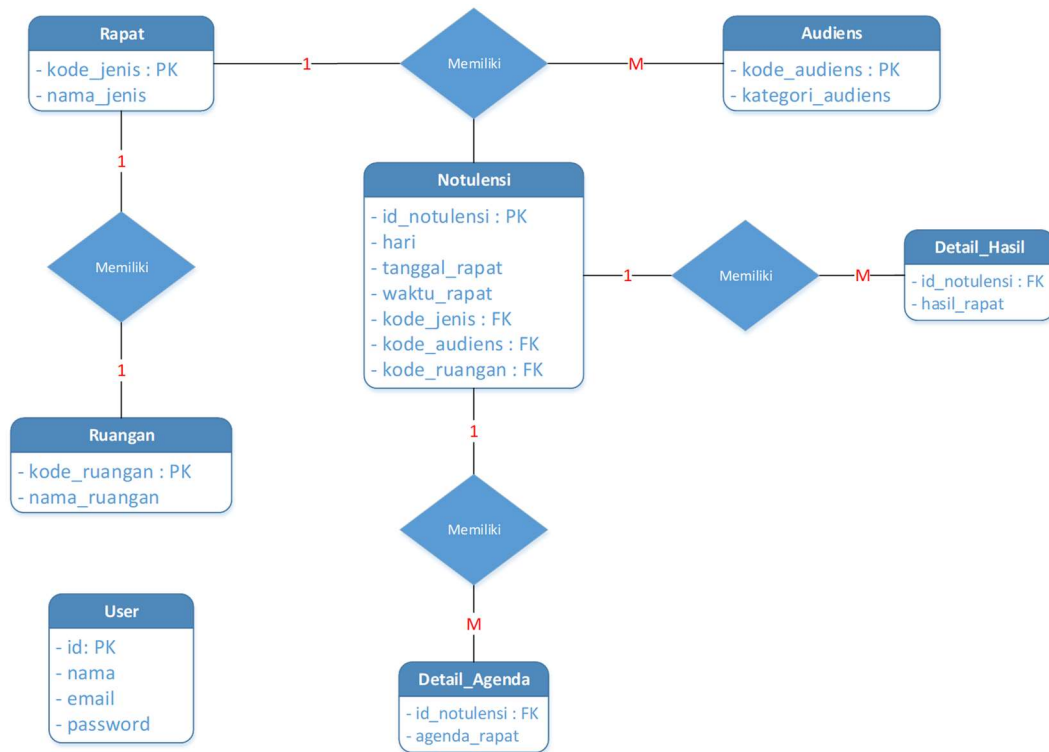 Rapat
- kode_jenis : PK
- nama_jenis
1
Memiliki
M
Audiens
- kode_audiens : PK
- kategori_audiens
1
Memiliki
1
Ruangan
- kode_ruangan : PK
- nama_ruangan
Notulensi
- id_notulensi : PK
- hari
- tanggal_rapat
- waktu_rapat
- kode_jenis : FK
- kode_audiens : FK
- kode_ruangan : FK
1
Memiliki
M
Detail_Hasil
- id_notulensi : FK
- hasil_rapat
1
Memiliki
M
Detail_Agenda
- id_notulensi : FK
- agenda_rapat
User
- id: PK
- nama
- email
- password